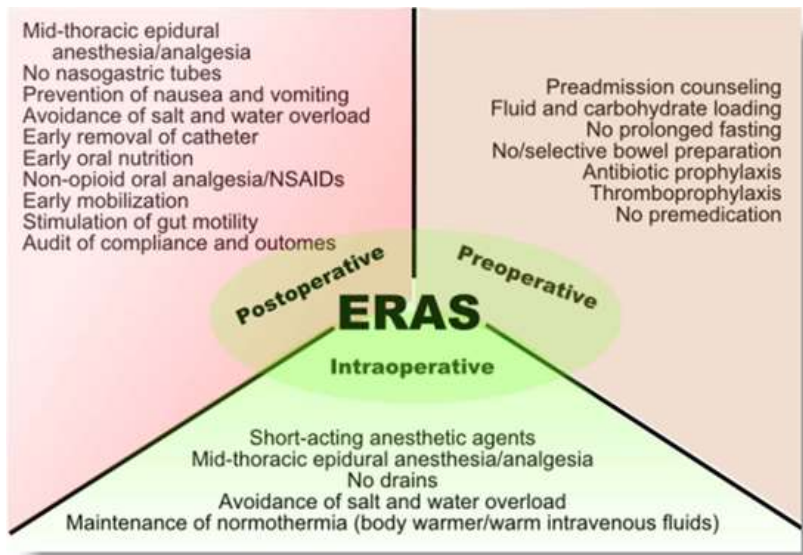 Mid-thoracic epidural
anesthesia/analgesia
No nasogastric tubes
Prevention of nausea and vomiting
Avoidance of salt and water overload
Early removal of catheter
Early oral nutrition
Non-opioid oral analgesia/NSAIDs
Early mobilization
Stimulation of gut motility
Audit of compliance and outcomes
Preadmission counseling
Fluid and carbohydrate loading
No prolonged fasting
No/selective bowel preparation
Antibiotic prophylaxis
Thromboprophylaxis
No premedication
Postoperative
Preoperative
ERAS
Intraoperative
Short-acting anesthetic agents
Mid-thoracic epidural anesthesia/analgesia
No drains
Avoidance of salt and water overload
Maintenance of normothermia (body warmer/warm intravenous fluids)